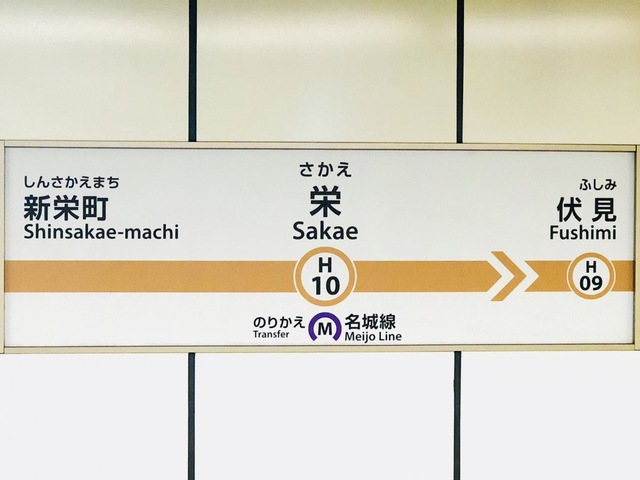 しんさかえまち
新栄町
Shinsakae-machi
さかえ
栄
Sakae
H
10
ふしみ
伏見
Fushimi
H
09
のりかえ
Transfer
M
名城線
Meijo Line